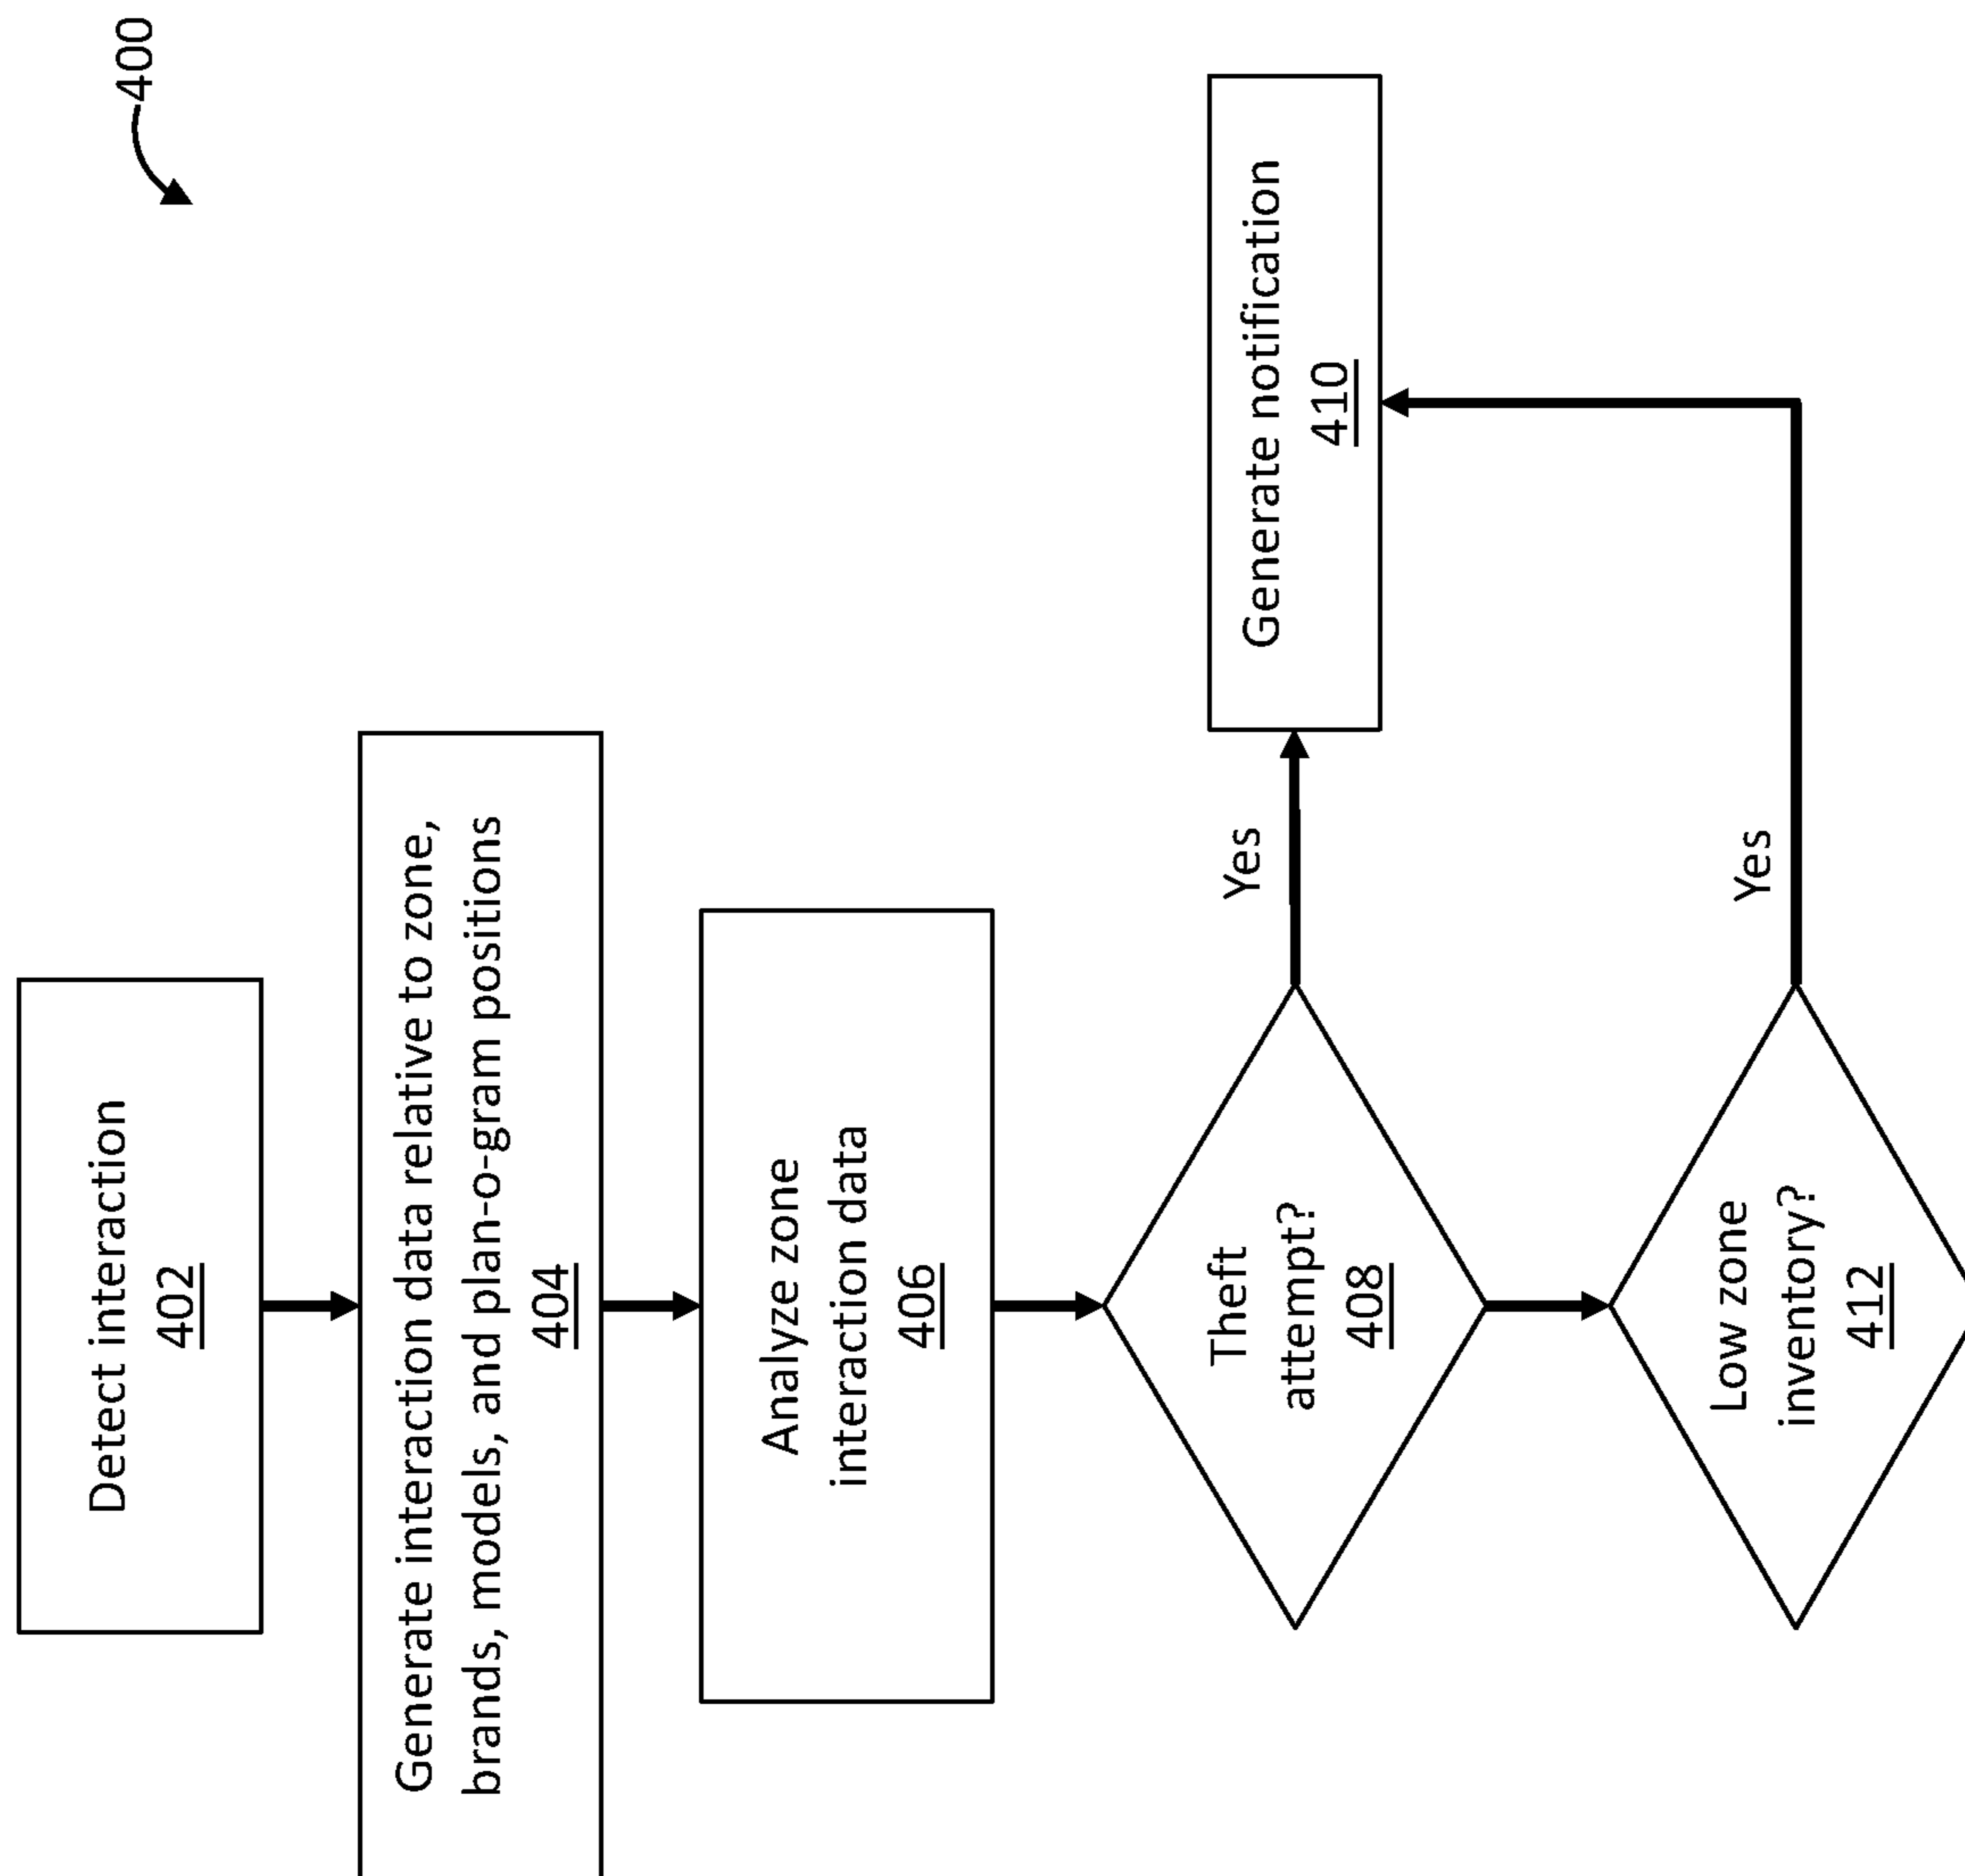 400
Detect interaction
402
Generate interaction data relative to zone,
brands, models, and plan-o-gram positions
404
Analyze zone
interaction data
406
Theft
attempt?
408
Yes
Generate notification
410
Low zone
inventory?
412
Yes